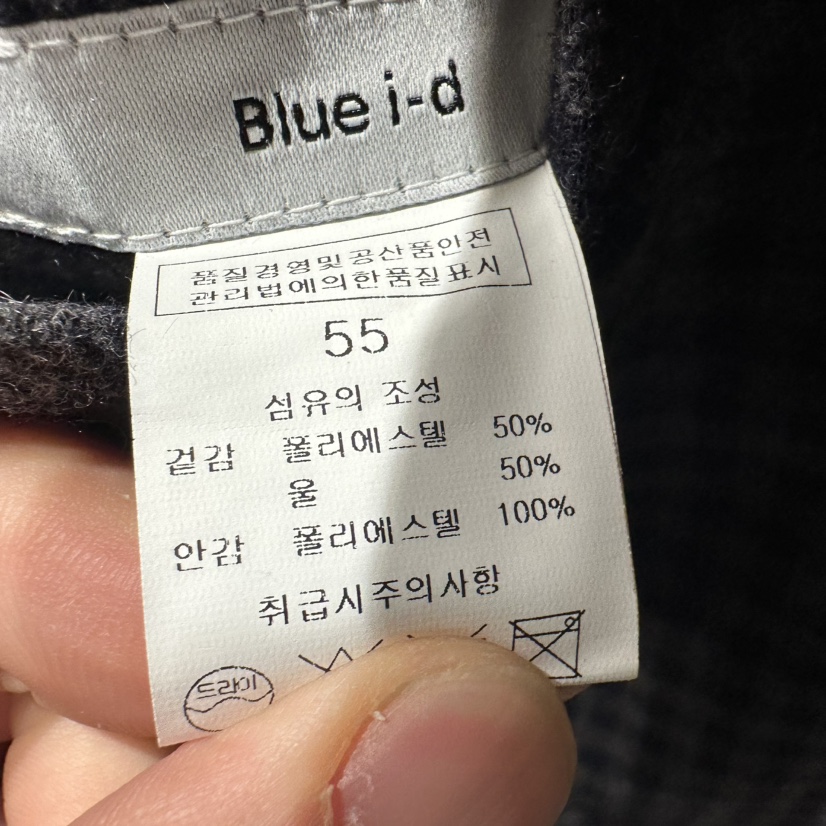 Blue i-d
품질경영및공산품안전
관리법에의한품질표시
55
섬유의 조성
겉감 폴리에스텔 50%
울 50%
안감 폴리에스텔 100%
취급시주의사항
드라이